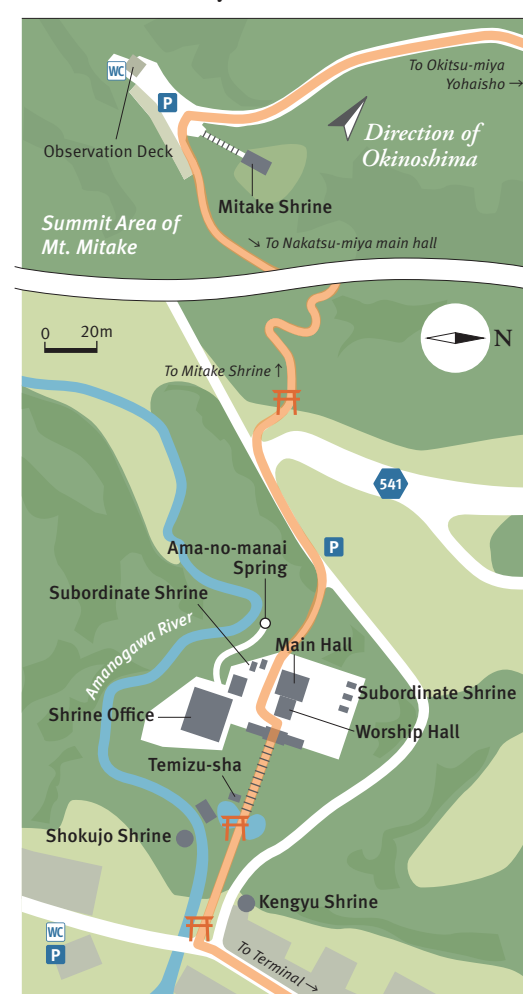 To Okitsu-miya
Yohaisho →
WC
P
Observation Deck
Direction of
Okinoshima
Mitake Shrine
Summit Area of
Mt. Mitake
↘ To Nakatsu-miya main hall
0 20m
N
To Mitake Shrine ↑
541
P
Ama-no-manai
Spring
Subordinate Shrine
Amanogawa River
Main Hall
Subordinate Shrine
Shrine Office
Worship Hall
Temizu-sha
Shokujo Shrine
Kengyu Shrine
WC
P
To Terminal →